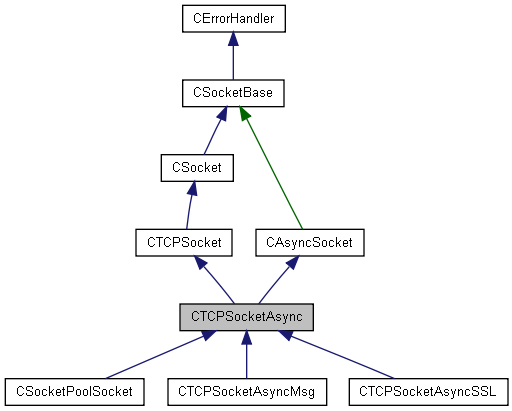 CErrorHandler
CSocketBase
CSocket
CTCPSocket
CAsyncSocket
CTCPSocketAsync
CSocketPoolSocket
CTCPSocketAsyncMsg
CTCPSocketAsyncSSL